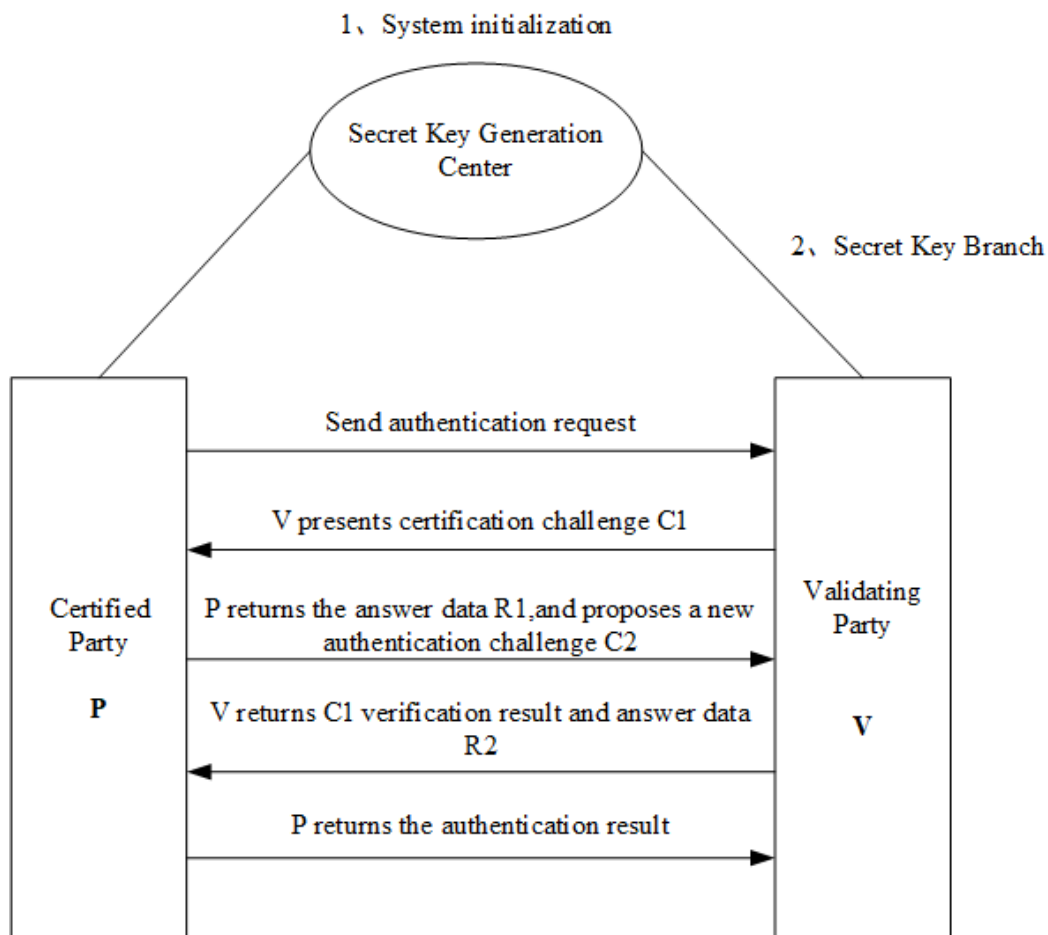 1、System initialization
Secret Key Generation
Center
2、Secret Key Branch
Send authentication request
V presents certification challenge C1
Certified
Party
P
P returns the answer data R1,and proposes a new
authentication challenge C2
Validating
Party
V
V returns C1 verification result and answer data
R2
P returns the authentication result